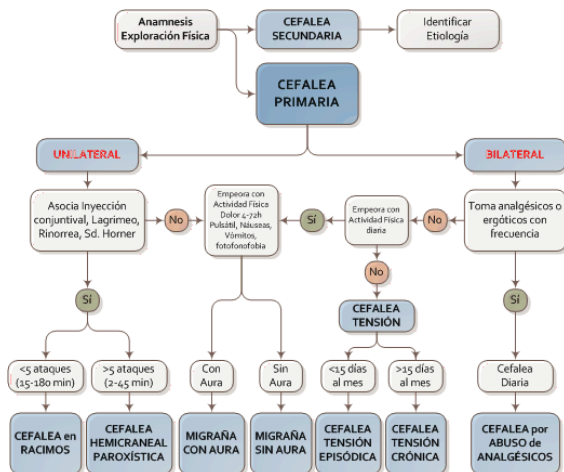 Anamnesis
Exploración Física
CEFALEA
SECUNDARIA
Identificar
Etiología
CEFALEA
PRIMARIA
UNILATERAL
BILATERAL
Asocia Inyección
conjuntival, Lagrimeo,
Rinorrea, Sd. Horner
No
Empeora con
Actividad Física
Dolor 4-72h
Pulsátil, Náuseas,
Vómitos,
fotofonofobia
Sí
Empeora con
Actividad Física
diaria
No
Toma analgésicos o
ergóticos con
frecuencia
No
Sí
Sí
CEFALEA
TENSIÓN
<5 ataques
(15-180 min)
>5 ataques
(2-45 min)
Con
Aura
Sin
Aura
<15 días
al mes
>15 días
al mes
Cefalea
Diaria
CEFALEA en
RACIMOS
CEFALEA
HEMICRANEAL
PAROXÍSTICA
MIGRAÑA
CON AURA
MIGRAÑA
SIN AURA
CEFALEA
TENSIÓN
EPISÓDICA
CEFALEA
TENSIÓN
CRÓNICA
CEFALEA por
ABUSO de
ANALGÉSICOS